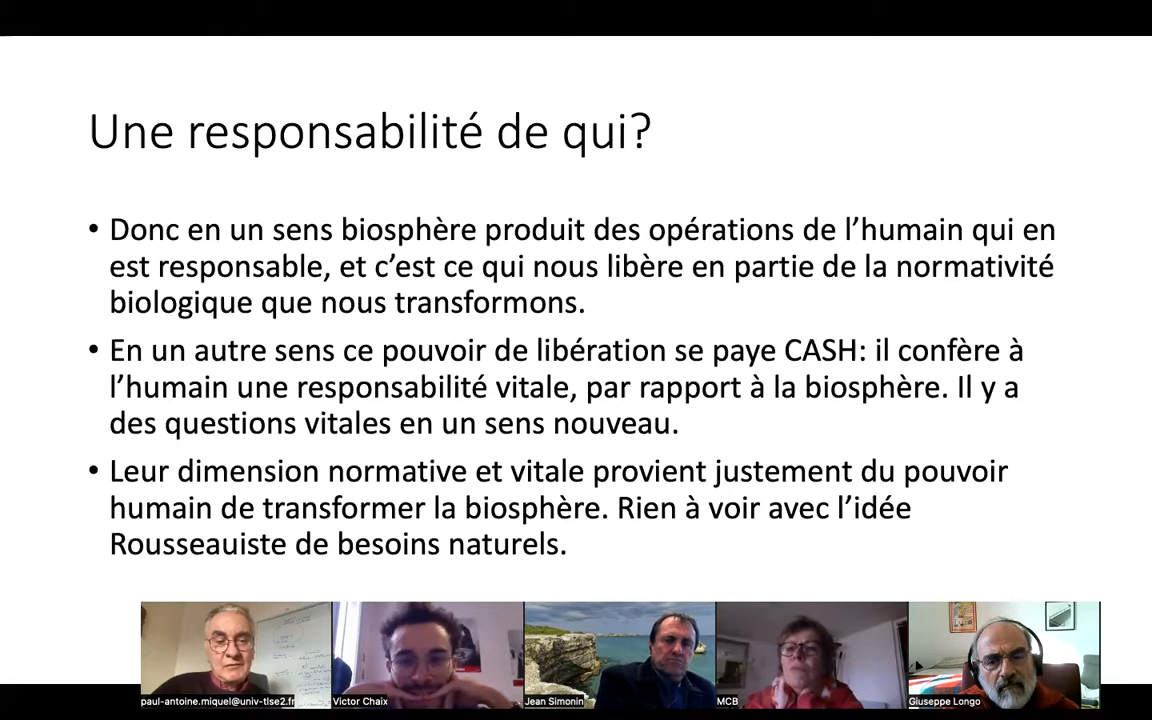 Une responsabilité de qui?
• Donc en un sens biosphère produit des opérations de l’humain qui en
est responsable, et c’est ce qui nous libère en partie de la normativité
biologique que nous transformons.
• En un autre sens ce pouvoir de libération se paye CASH: il confère à
l’humain une responsabilité vitale, par rapport à la biosphère. Il y a
des questions vitales en un sens nouveau.
• Leur dimension normative et vitale provient justement du pouvoir
humain de transformer la biosphère. Rien à voir avec l’idée
Rousseauiste de besoins naturels.
paul-antoine.miquel@univ-tlse2.fr
Victor Chaix
Jean Simonin
MCB
Giuseppe Longo